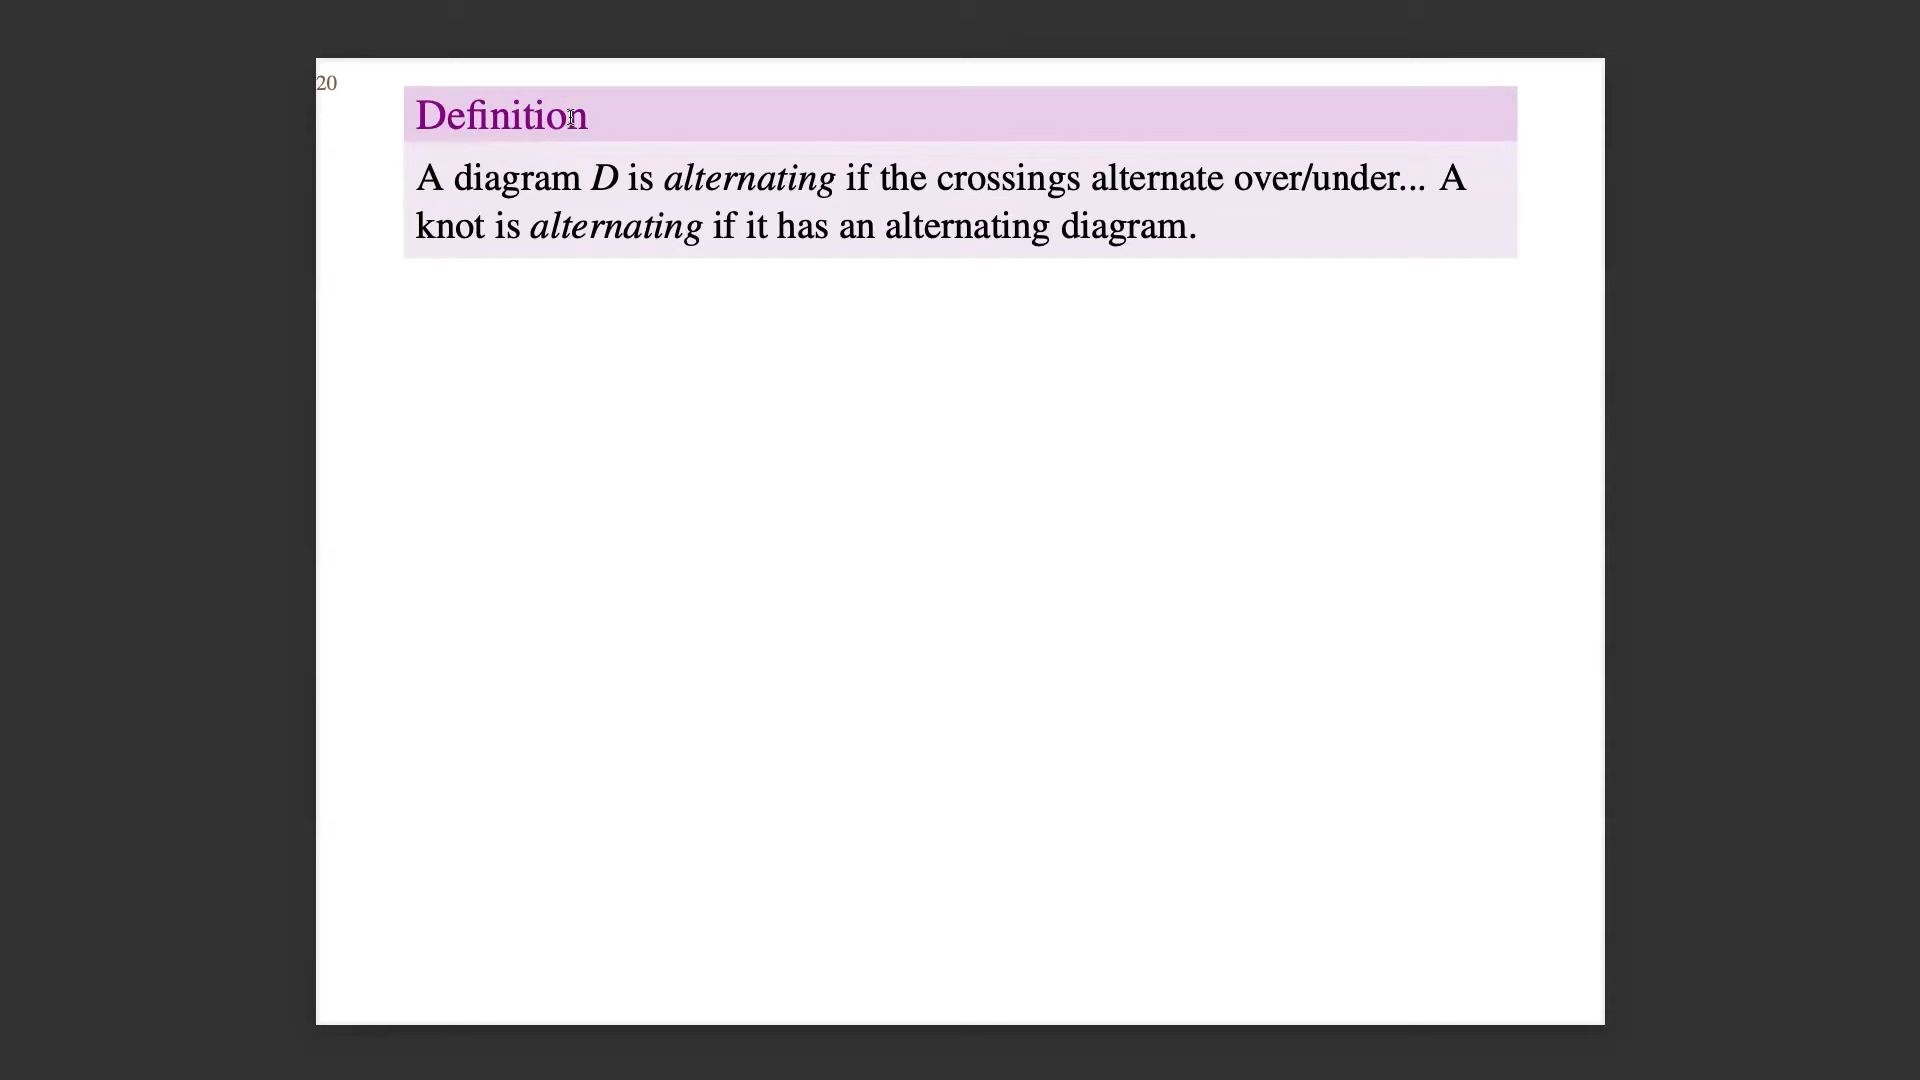 20
Definition
A diagram D is alternating if the crossings alternate over/under... A
knot is alternating if it has an alternating diagram.